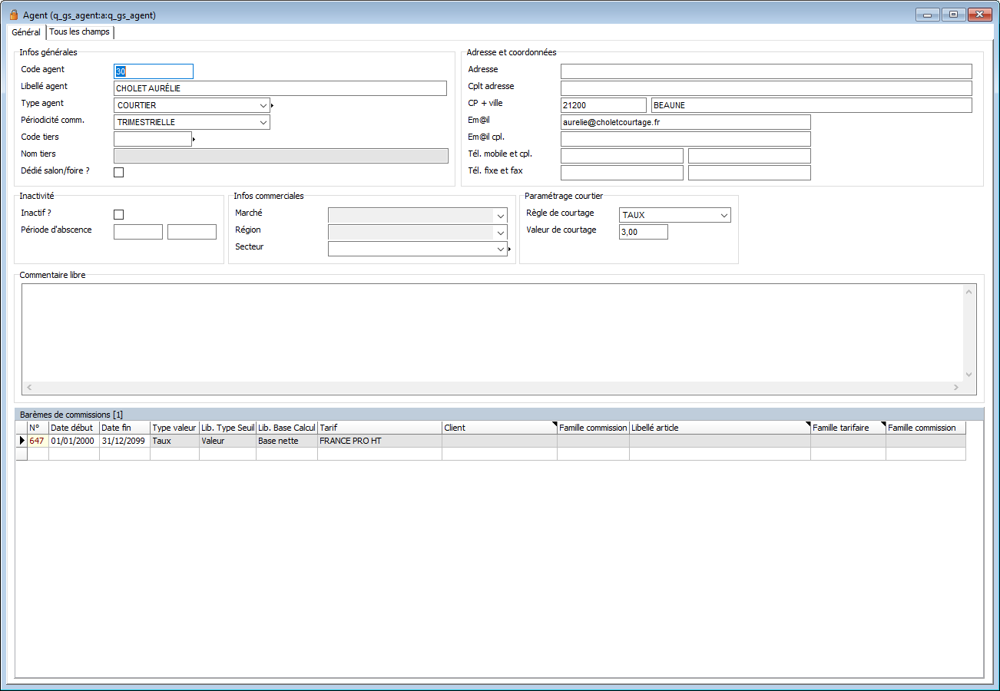 Agent (q_gs_agent:a:q_gs_agent)
Général Tous les champs
Infos générales
Code agent 30
Libellé agent CHOLET AURÉLIE
Type agent COURTIER
Périodicité comm. TRIMESTRIELLE
Code tiers
Nom tiers
Dédié salon/foire ?
Adresse et coordonnées
Adresse
Cplt adresse
CP + ville 21200 BEAUNE
Em@il aurelie@choletcourtage.fr
Em@il cpl.
Tél. mobile et cpl.
Tél. fixe et fax
Inactivité
Inactif ?
Période d'abscence
Infos commerciales
Marché
Région
Secteur
Paramétrage courtier
Règle de courtage TAUX
Valeur de courtage 3,00
Commentaire libre
Barèmes de commissions [1]
N° Date début Date fin Type valeur Lib. Type Seuil Lib. Base Calcul Tarif Client Famille commission Libellé article Famille tarifaire Famille commission
647 01/01/2000 31/12/2099 Taux Valeur Base nette FRANCE PRO HT